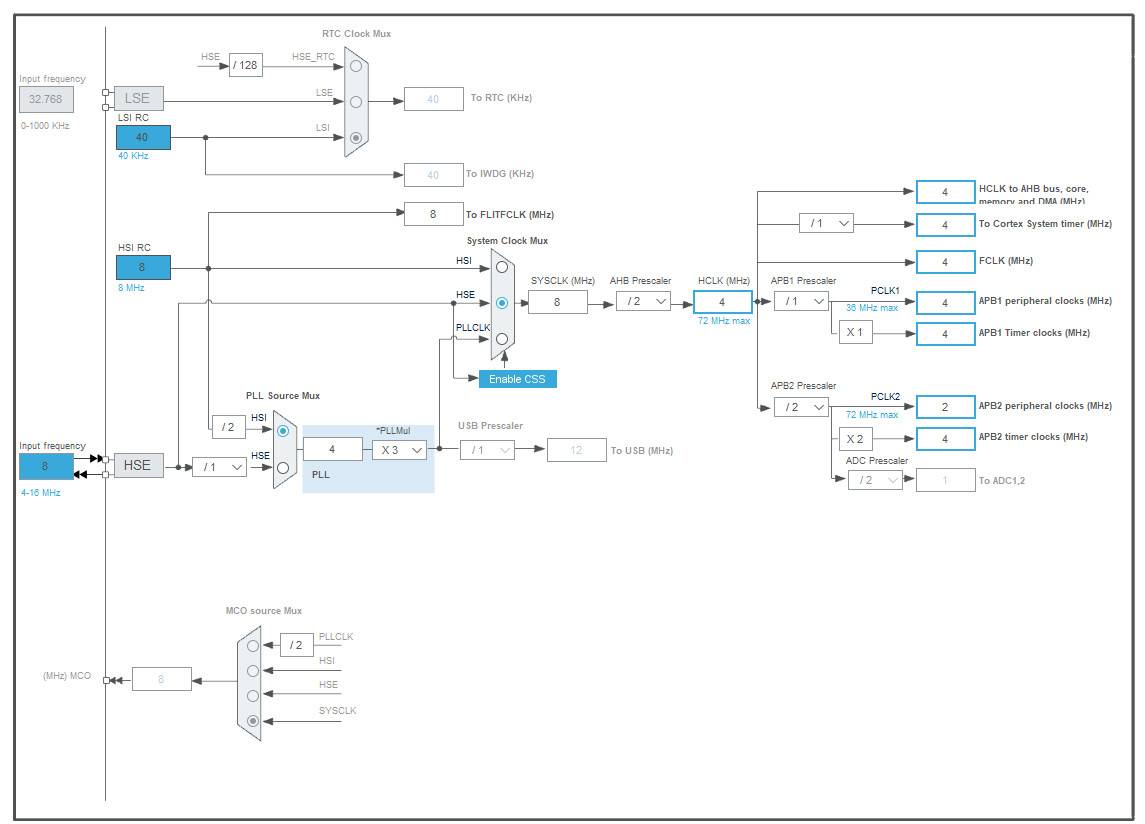 RTC Clock Mux
HSE
/ 128
HSE_RTC
Input frequency
32.768
0-1000 KHz
LSE
LSE
40
To RTC (KHz)
LSI RC
40
40 KHz
LSI
40
To IWDG (KHz)
8
To FLITFCLK (MHz)
HSI RC
8
8 MHz
System Clock Mux
HSI
HSE
PLLCLK
SYSCLK (MHz)
8
AHB Prescaler
/ 2
HCLK (MHz)
4
72 MHz max
4
HCLK to AHB bus, core,
memory and DMA (MHz)
/ 1
4
To Cortex System timer (MHz)
4
FCLK (MHz)
APB1 Prescaler
/ 1
PCLK1
36 MHz max
4
APB1 peripheral clocks (MHz)
X 1
4
APB1 Timer clocks (MHz)
Enable CSS
APB2 Prescaler
/ 2
PCLK2
72 MHz max
2
APB2 peripheral clocks (MHz)
X 2
4
APB2 timer clocks (MHz)
ADC Prescaler
/ 2
1
To ADC1,2
PLL Source Mux
/ 2
HSI
HSE
Input frequency
8
4-16 MHz
HSE
/ 1
4
*PLLMul
X 3
PLL
USB Prescaler
/ 1
12
To USB (MHz)
MCO source Mux
/ 2
PLLCLK
HSI
HSE
SYSCLK
(MHz) MCO
8